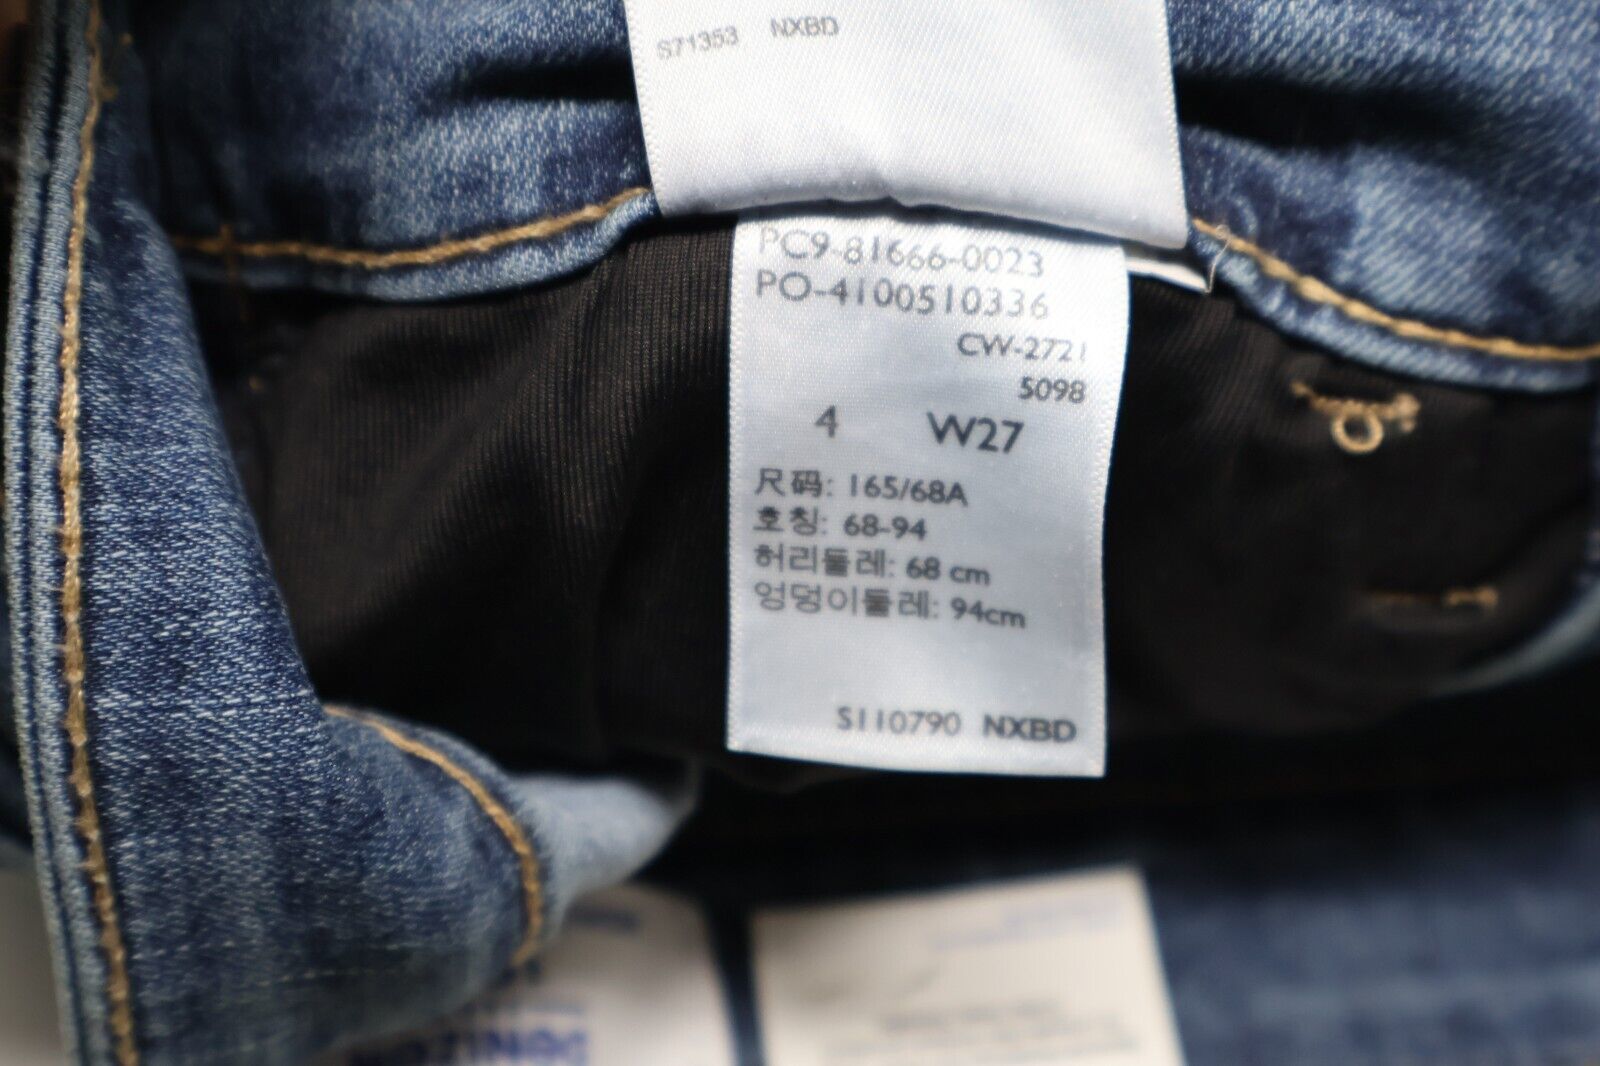 S71353 NXBD
PC9-81666-0023
PO-4100510336
CW-2721
5098
4 W27
尺码: 165/68A
호칭: 68-94
허리둘레: 68 cm
엉덩이둘레: 94cm
S110790 NXBD
DENIZEN